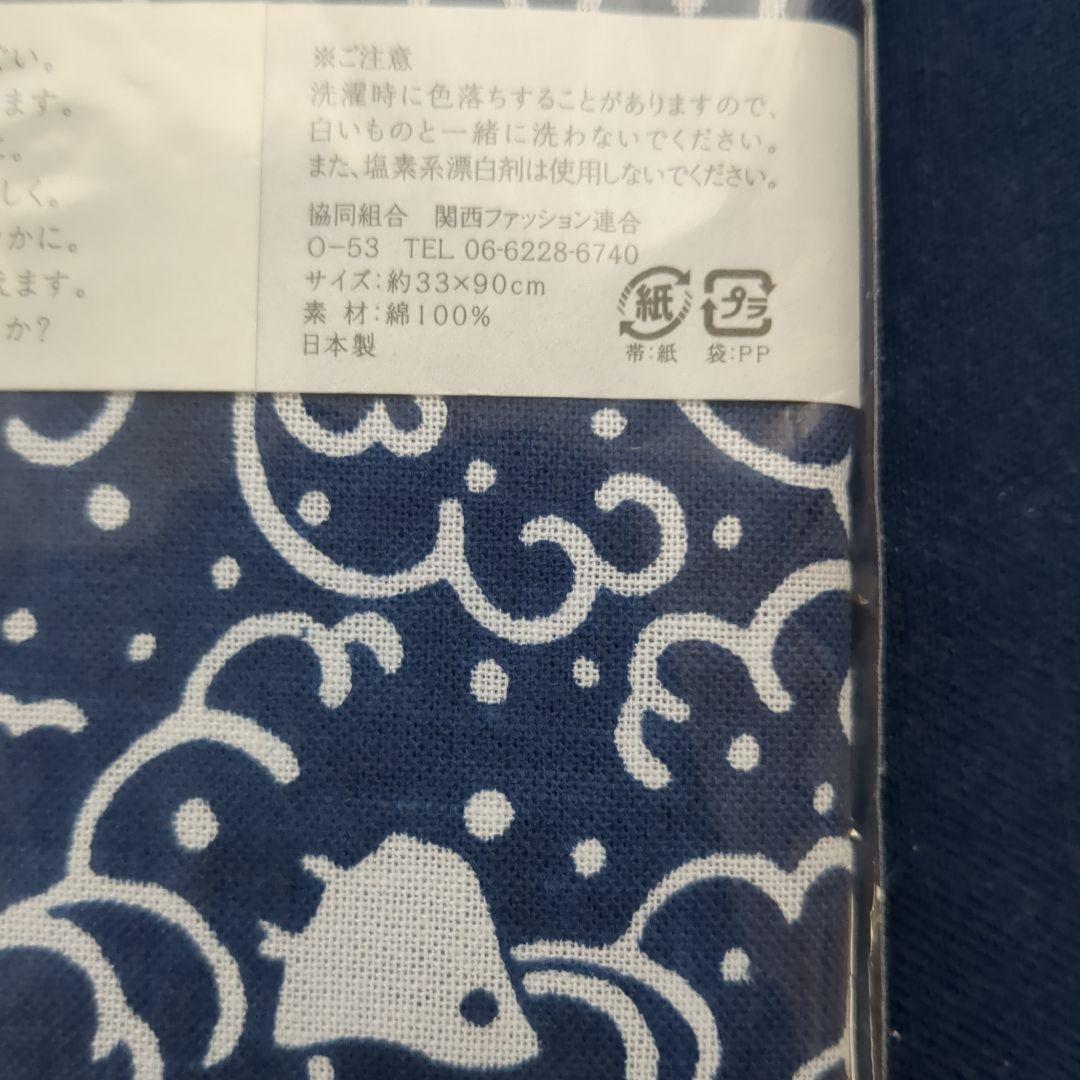 い。
ます。
。
しく。
やかに。
えます。
か?
※ご注意
洗濯時に色落ちすることがありますので、
白いものと一緒に洗わないでください。
また、塩素系漂白剤は使用しないでください。
協同組合 関西ファッション連合
O-53 TEL 06-6228-6740
サイズ:約33×90cm
素 材:綿100%
日本製
紙
プラ
帯:紙 袋:PP